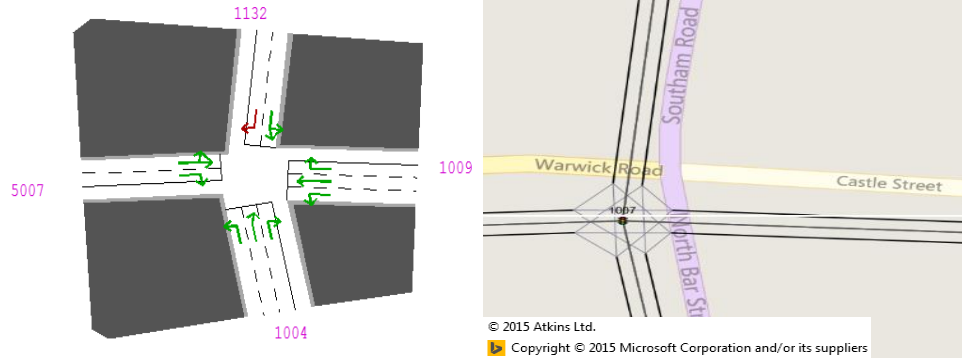 1132
5007
1009
1004
Southam Road
Warwick Road
Castle Street
1007
North Bar Str
© 2015 Atkins Ltd.
Copyright © 2015 Microsoft Corporation and/or its suppliers